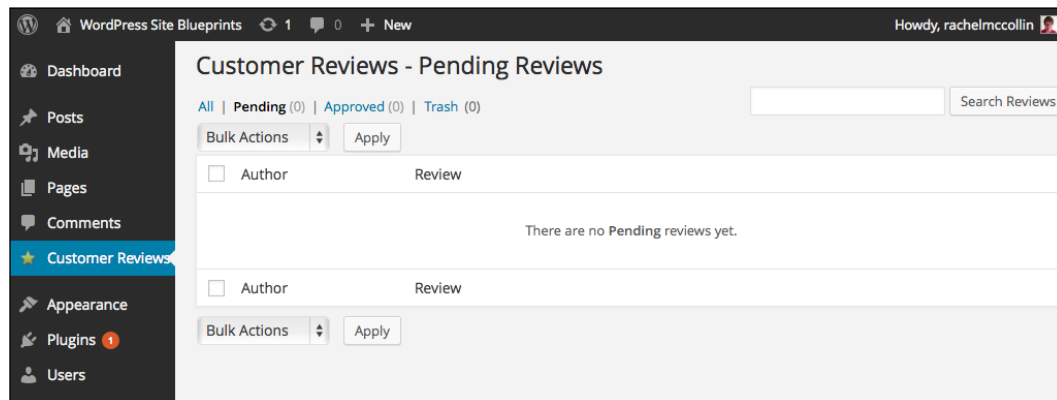 WordPress Site Blueprints 1 0 + New Howdy, rachelmccollin
Dashboard
Posts
Media
Pages
Comments
Customer Reviews
Appearance
Plugins 1
Users
Customer Reviews - Pending Reviews
All | Pending (0) | Approved (0) | Trash (0)
Search Reviews
Bulk Actions Apply
Author Review
There are no Pending reviews yet.
Author Review
Bulk Actions Apply